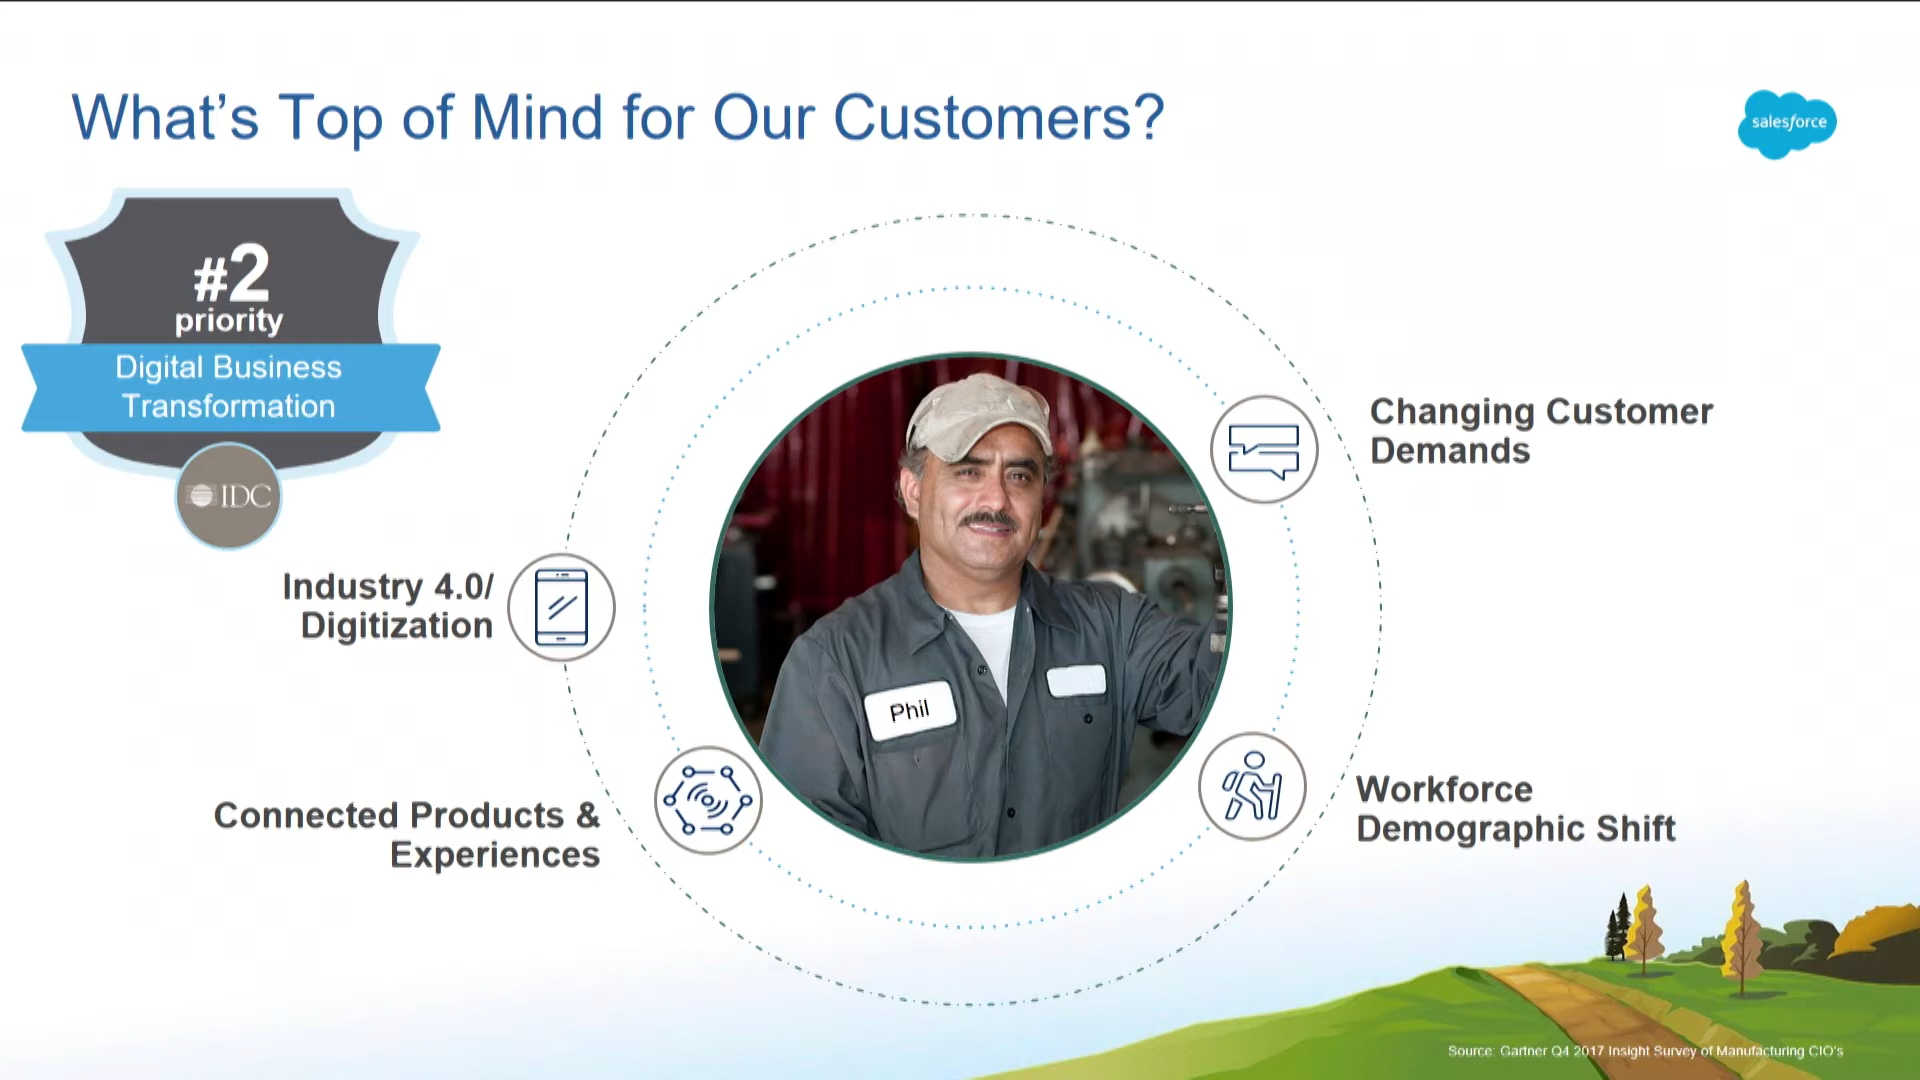 What's Top of Mind for Our Customers?
salesforce
#2
priority
Digital Business
Transformation
IDC
Changing Customer
Demands
Industry 4.0/
Digitization
Phil
Connected Products &
Experiences
Workforce
Demographic Shift
Source: Gartner Q4 2017 Insight Survey of Manufacturing CIO's